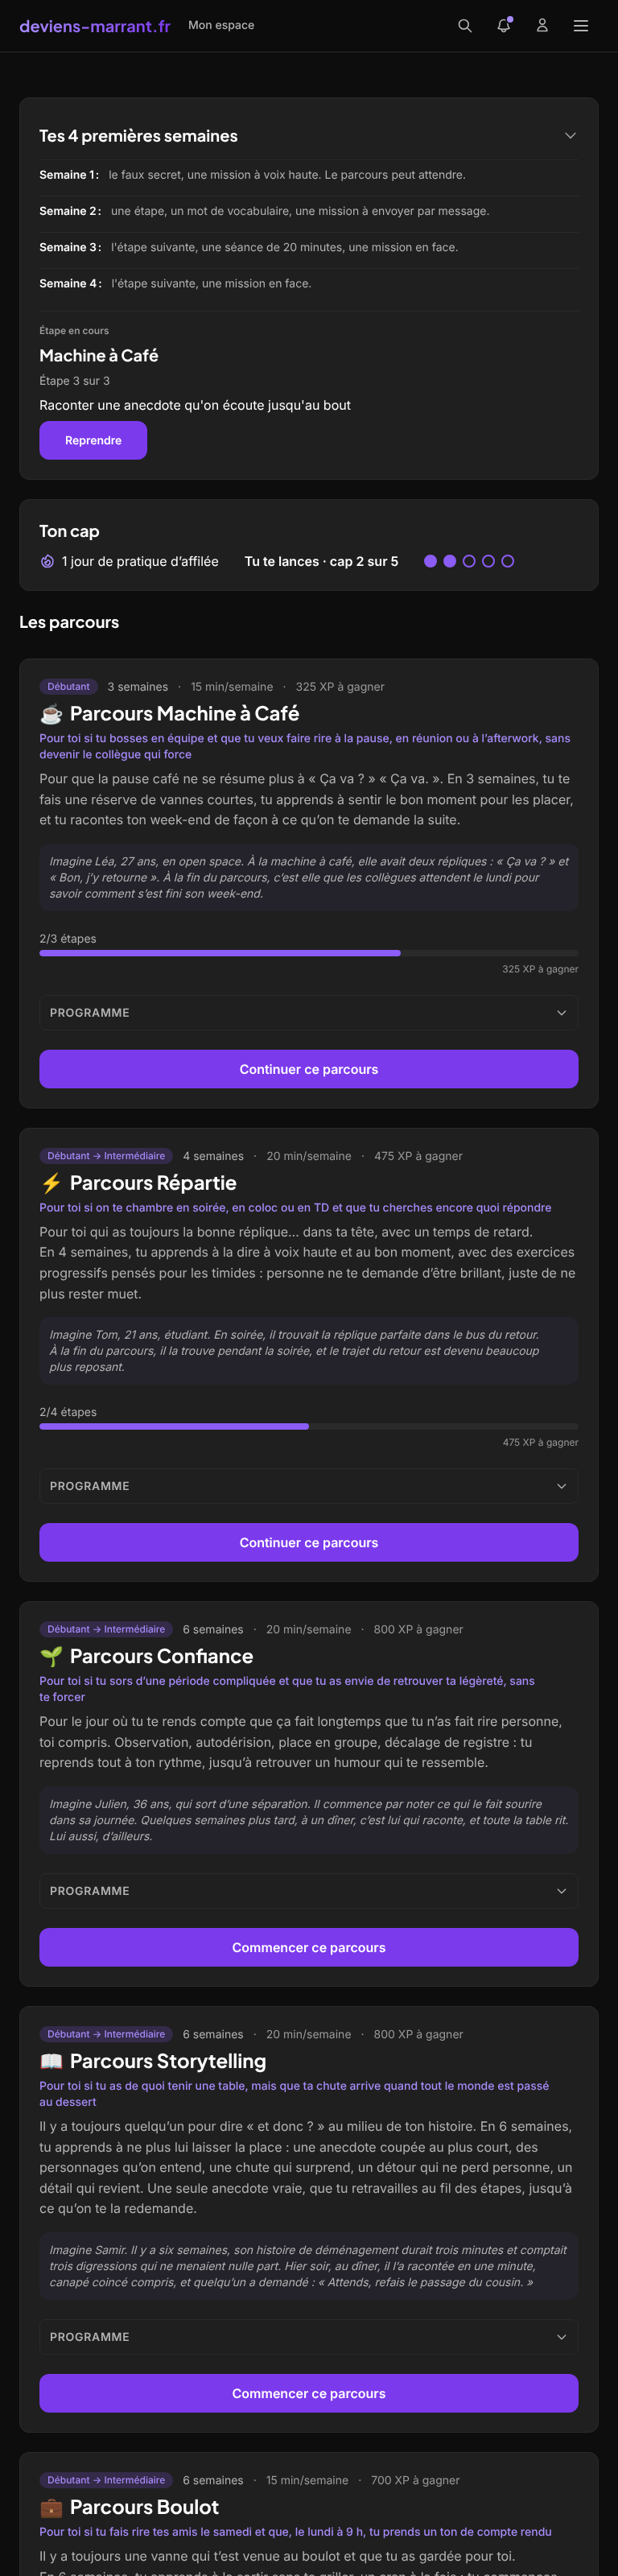 deviens-marrant.fr Mon espace
Tes 4 premières semaines
Semaine 1 : le faux secret, une mission à voix haute. Le parcours peut attendre.
Semaine 2 : une étape, un mot de vocabulaire, une mission à envoyer par message.
Semaine 3 : l'étape suivante, une séance de 20 minutes, une mission en face.
Semaine 4 : l'étape suivante, une mission en face.
Étape en cours
Machine à Café
Étape 3 sur 3
Raconter une anecdote qu'on écoute jusqu'au bout
Reprendre
Ton cap
1 jour de pratique d’affilée Tu te lances · cap 2 sur 5
Les parcours
Débutant 3 semaines · 15 min/semaine · 325 XP à gagner
☕ Parcours Machine à Café
Pour toi si tu bosses en équipe et que tu veux faire rire à la pause, en réunion ou à l’afterwork, sans
devenir le collègue qui force
Pour que la pause café ne se résume plus à « Ça va ? » « Ça va. ». En 3 semaines, tu te
fais une réserve de vannes courtes, tu apprends à sentir le bon moment pour les placer,
et tu racontes ton week-end de façon à ce qu’on te demande la suite.
Imagine Léa, 27 ans, en open space. À la machine à café, elle avait deux répliques : « Ça va ? » et
« Bon, j’y retourne ». À la fin du parcours, c’est elle que les collègues attendent le lundi pour
savoir comment s’est fini son week-end.
2/3 étapes
325 XP à gagner
PROGRAMME
Continuer ce parcours
Débutant → Intermédiaire 4 semaines · 20 min/semaine · 475 XP à gagner
⚡ Parcours Répartie
Pour toi si on te chambre en soirée, en coloc ou en TD et que tu cherches encore quoi répondre
Pour toi qui as toujours la bonne réplique… dans ta tête, avec un temps de retard.
En 4 semaines, tu apprends à la dire à voix haute et au bon moment, avec des exercices
progressifs pensés pour les timides : personne ne te demande d’être brillant, juste de ne
plus rester muet.
Imagine Tom, 21 ans, étudiant. En soirée, il trouvait la réplique parfaite dans le bus du retour.
À la fin du parcours, il la trouve pendant la soirée, et le trajet du retour est devenu beaucoup
plus reposant.
2/4 étapes
475 XP à gagner
PROGRAMME
Continuer ce parcours
Débutant → Intermédiaire 6 semaines · 20 min/semaine · 800 XP à gagner
🌱 Parcours Confiance
Pour toi si tu sors d’une période compliquée et que tu as envie de retrouver ta légèreté, sans
te forcer
Pour le jour où tu te rends compte que ça fait longtemps que tu n’as fait rire personne,
toi compris. Observation, autodérision, place en groupe, décalage de registre : tu
reprends tout à ton rythme, jusqu’à retrouver un humour qui te ressemble.
Imagine Julien, 36 ans, qui sort d’une séparation. Il commence par noter ce qui le fait sourire
dans sa journée. Quelques semaines plus tard, à un dîner, c’est lui qui raconte, et toute la table rit.
Lui aussi, d’ailleurs.
PROGRAMME
Commencer ce parcours
Débutant → Intermédiaire 6 semaines · 20 min/semaine · 800 XP à gagner
📖 Parcours Storytelling
Pour toi si tu as de quoi tenir une table, mais que ta chute arrive quand tout le monde est passé
au dessert
Il y a toujours quelqu’un pour dire « et donc ? » au milieu de ton histoire. En 6 semaines,
tu apprends à ne plus lui laisser la place : une anecdote coupée au plus court, des
personnages qu’on entend, une chute qui surprend, un détour qui ne perd personne, un
détail qui revient. Une seule anecdote vraie, que tu retravailles au fil des étapes, jusqu’à
ce qu’on te la redemande.
Imagine Samir. Il y a six semaines, son histoire de déménagement durait trois minutes et comptait
trois digressions qui ne menaient nulle part. Hier soir, au dîner, il l’a racontée en une minute,
canapé coincé compris, et quelqu’un a demandé : « Attends, refais le passage du cousin. »
PROGRAMME
Commencer ce parcours
Débutant → Intermédiaire 6 semaines · 15 min/semaine · 700 XP à gagner
💼 Parcours Boulot
Pour toi si tu fais rire tes amis le samedi et que, le lundi à 9 h, tu prends un ton de compte rendu
Il y a toujours une vanne qui t’est venue au boulot et que tu as gardée pour toi.